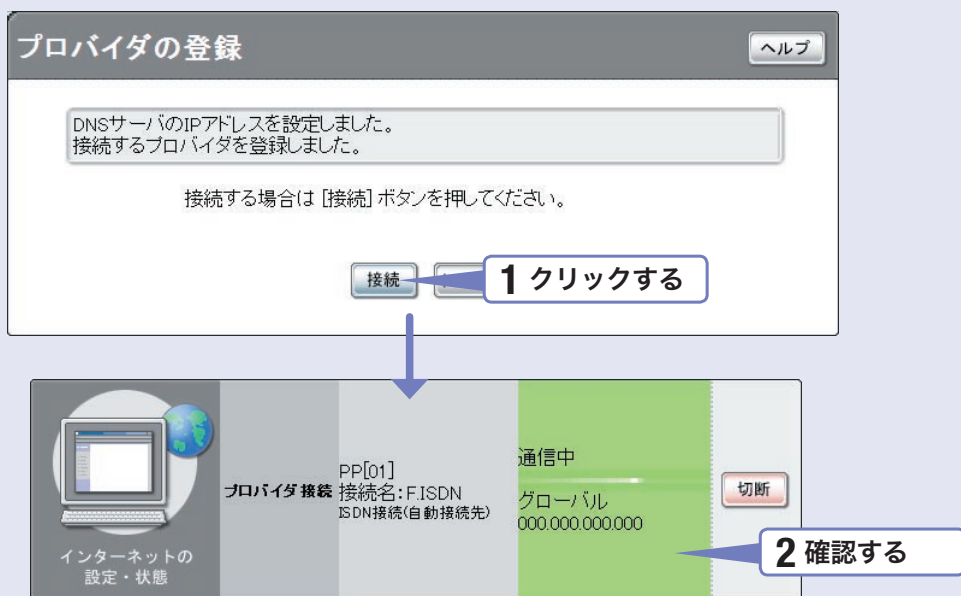 プロバイダの登録
ヘルプ
DNSサーバのIPアドレスを設定しました。
接続するプロバイダを登録しました。
接続する場合は [接続] ボタンを押してください。
接続
1 クリックする
インターネットの
設定・状態
プロバイダ接続
PP[01]
接続名:F.ISDN
ISDN接続(自動接続先)
通信中
グローバル
000.000.000.000
切断
2 確認する